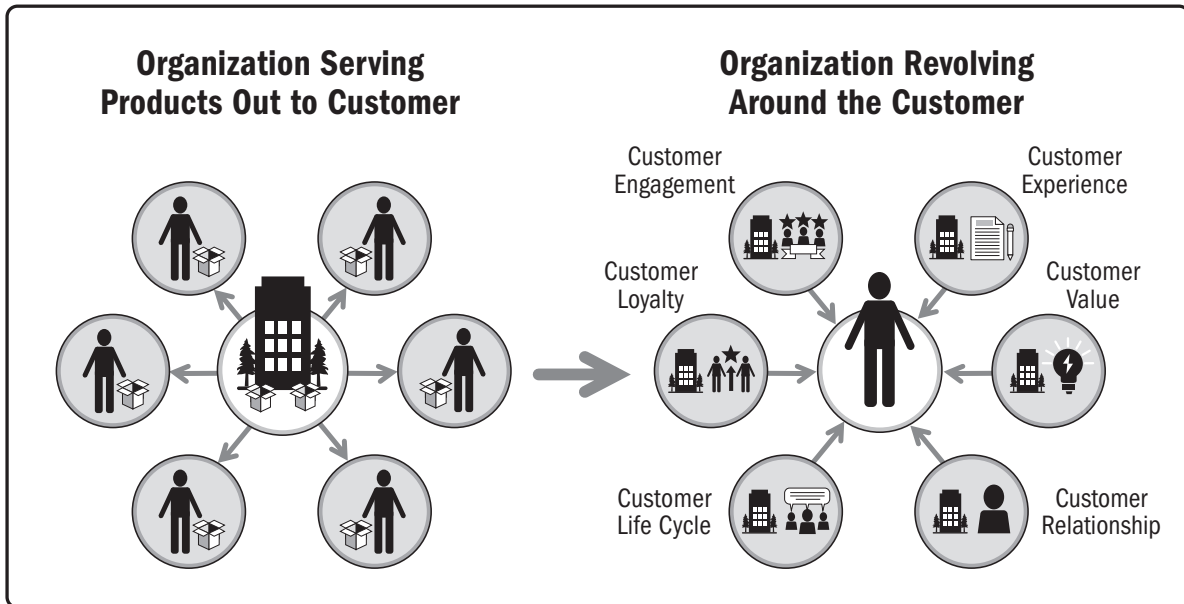 Organization Serving
Products Out to Customer
Organization Revolving
Around the Customer
Customer
Engagement
Customer
Experience
Customer
Loyalty
Customer
Value
Customer
Life Cycle
Customer
Relationship